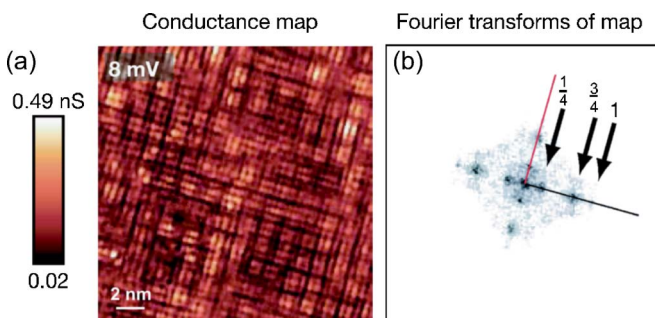 Conductance map
Fourier transforms of map
(a)
0.49 nS
0.02
8 mV
2 nm
(b)
1/4
3/4
1